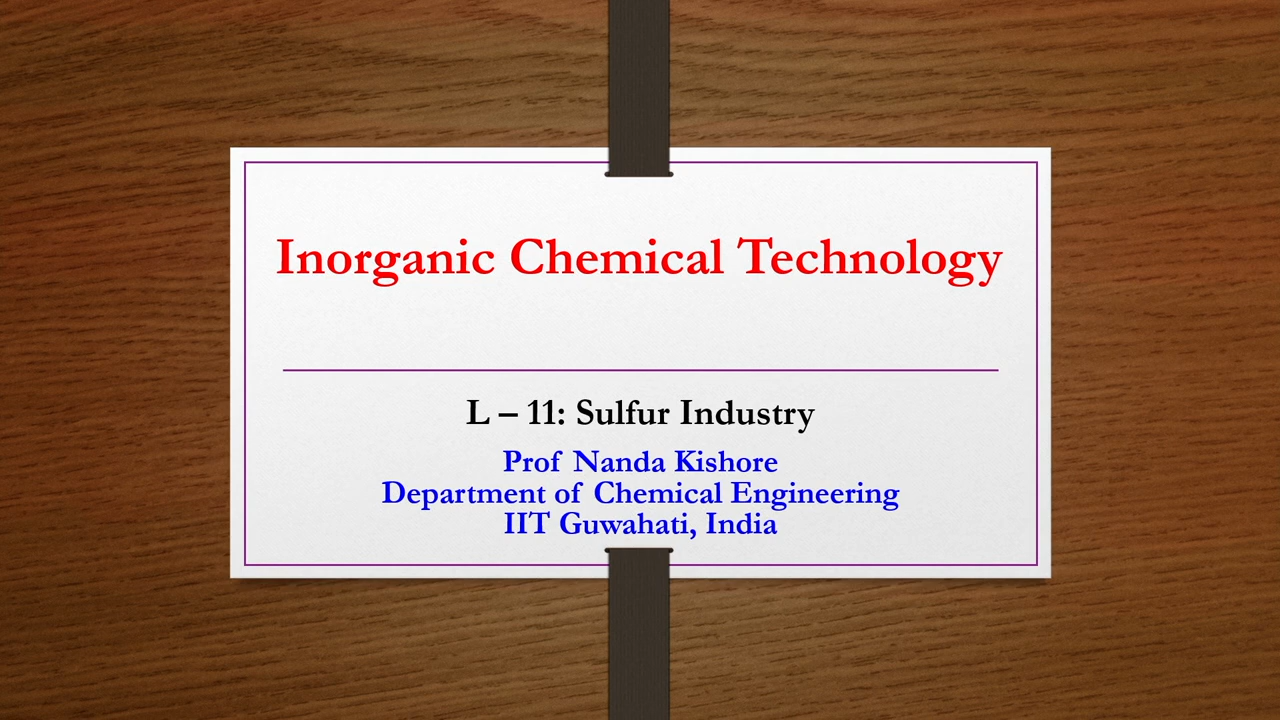 Inorganic Chemical Technology
L – 11: Sulfur Industry
Prof Nanda Kishore
Department of Chemical Engineering
IIT Guwahati, India